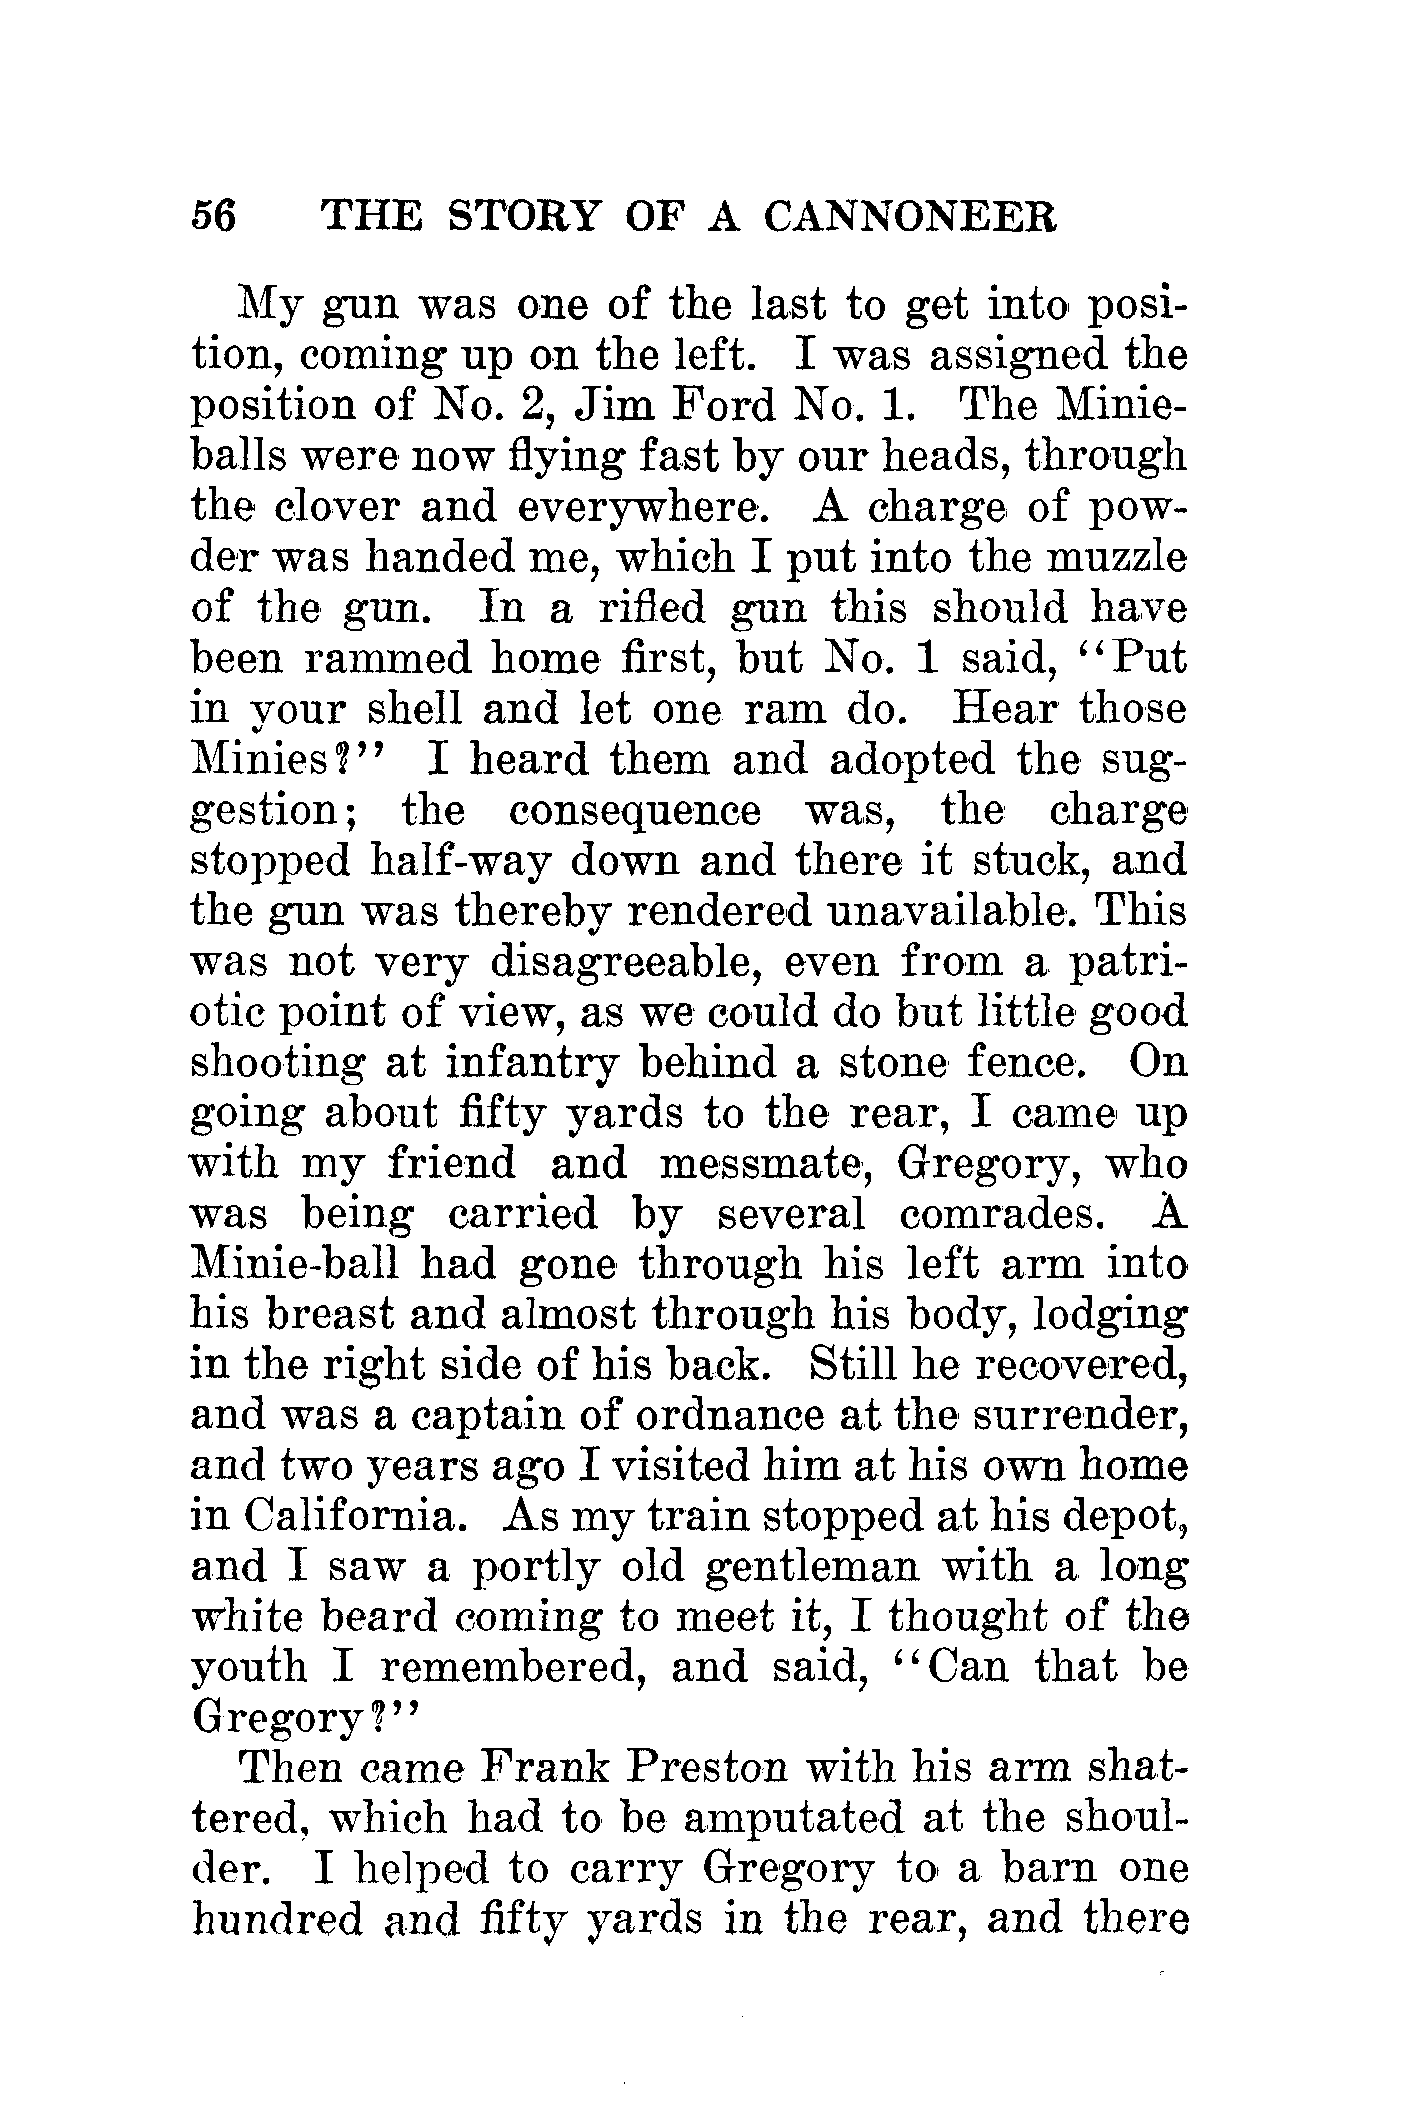 56 THE STORY OF A CANNONEER
My gun was one of the last to get into posi-
tion, coming up on the left. I was assigned the
position of No. 2, Jim Ford No. 1. The Minie-
balls were now flying fast by our heads, through
the clover and everywhere. A charge of pow-
der was handed me, which I put into the muzzle
of the gun. In a rifled gun this should have
been rammed home first, but No. 1 said, "Put
in your shell and let one ram do. Hear those
Minies?" I heard them and adopted the sug-
gestion; the consequence was, the charge
stopped half-way down and there it stuck, and
the gun was thereby rendered unavailable. This
was not very disagreeable, even from a patri-
otic point of view, as we could do but little good
shooting at infantry behind a stone fence. On
going about fifty yards to the rear, I came up
with my friend and messmate, Gregory, who
was being carried by several comrades. A
Minie-ball had gone through his left arm into
his breast and almost through his body, lodging
in the right side of his back. Still he recovered,
and was a captain of ordnance at the surrender,
and two years ago I visited him at his own home
in California. As my train stopped at his depot,
and I saw a portly old gentleman with a long
white beard coming to meet it, I thought of the
youth I remembered, and said, "Can that be
Gregory?"
Then came Frank Preston with his arm shat-
tered, which had to be amputated at the shoul-
der. I helped to carry Gregory to a barn one
hundred and fifty yards in the rear, and there